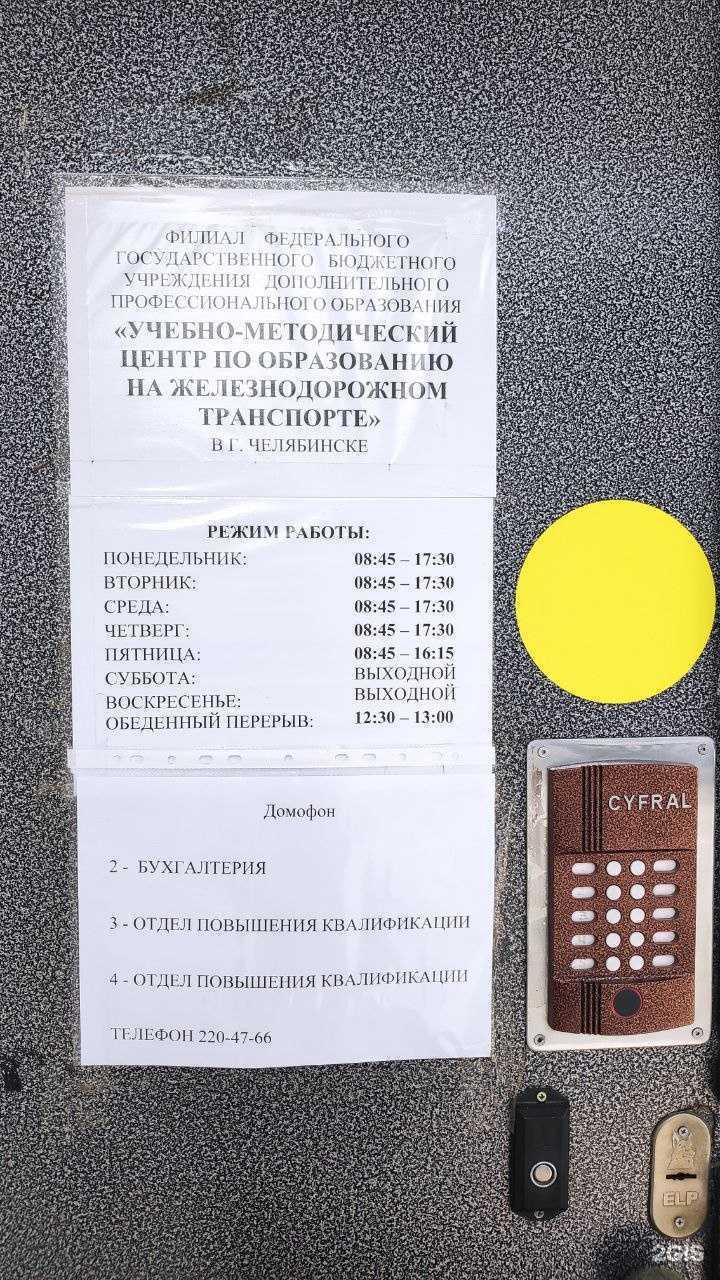 ФИЛИАЛ ФЕДЕРАЛЬНОГО
ГОСУДАРСТВЕННОГО БЮДЖЕТНОГО
УЧРЕЖДЕНИЯ ДОПОЛНИТЕЛЬНОГО
ПРОФЕССИОНАЛЬНОГО ОБРАЗОВАНИЯ
«УЧЕБНО-МЕТОДИЧЕСКИЙ
ЦЕНТР ПО ОБРАЗОВАНИЮ
НА ЖЕЛЕЗНОДОРОЖНОМ
ТРАНСПОРТЕ»
В Г. ЧЕЛЯБИНСКЕ
РЕЖИМ РАБОТЫ:
ПОНЕДЕЛЬНИК: 08:45 – 17:30
ВТОРНИК: 08:45 – 17:30
СРЕДА: 08:45 – 17:30
ЧЕТВЕРГ: 08:45 – 17:30
ПЯТНИЦА: 08:45 – 16:15
СУББОТА: ВЫХОДНОЙ
ВОСКРЕСЕНЬЕ: ВЫХОДНОЙ
ОБЕДЕННЫЙ ПЕРЕРЫВ: 12:30 – 13:00
Домофон
2 - БУХГАЛТЕРИЯ
3 - ОТДЕЛ ПОВЫШЕНИЯ КВАЛИФИКАЦИИ
4 - ОТДЕЛ ПОВЫШЕНИЯ КВАЛИФИКАЦИИ
ТЕЛЕФОН 220-47-66
CYFRAL
ELP
2GIS